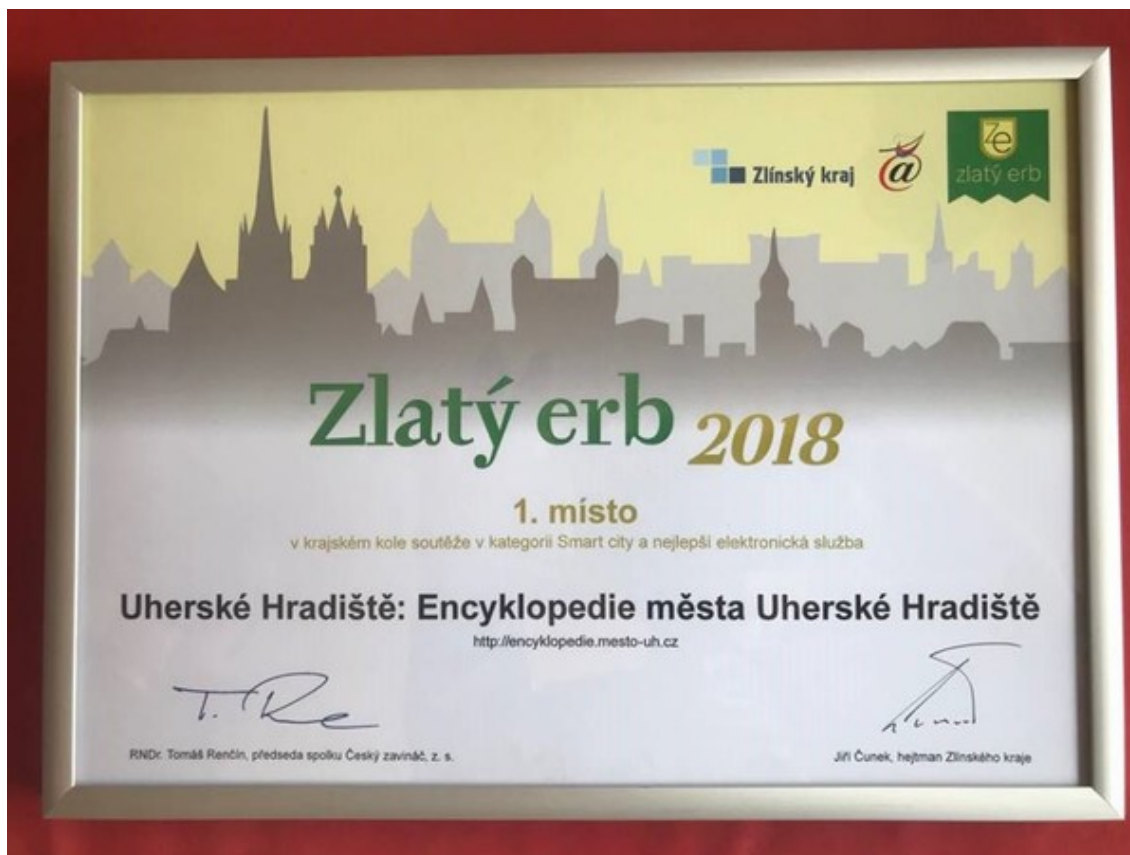 Zlínský kraj
@
Ze
zlatý erb
Zlatý erb 2018
1. místo
v krajském kole soutěže v kategorii Smart city a nejlepší elektronická služba
Uherské Hradiště: Encyklopedie města Uherské Hradiště
http://encyklopedie.mesto-uh.cz
T. Re
RNDr. Tomáš Renčín, předseda spolku Český zavináč, z. s.
Jiří Čunek, hejtman Zlínského kraje